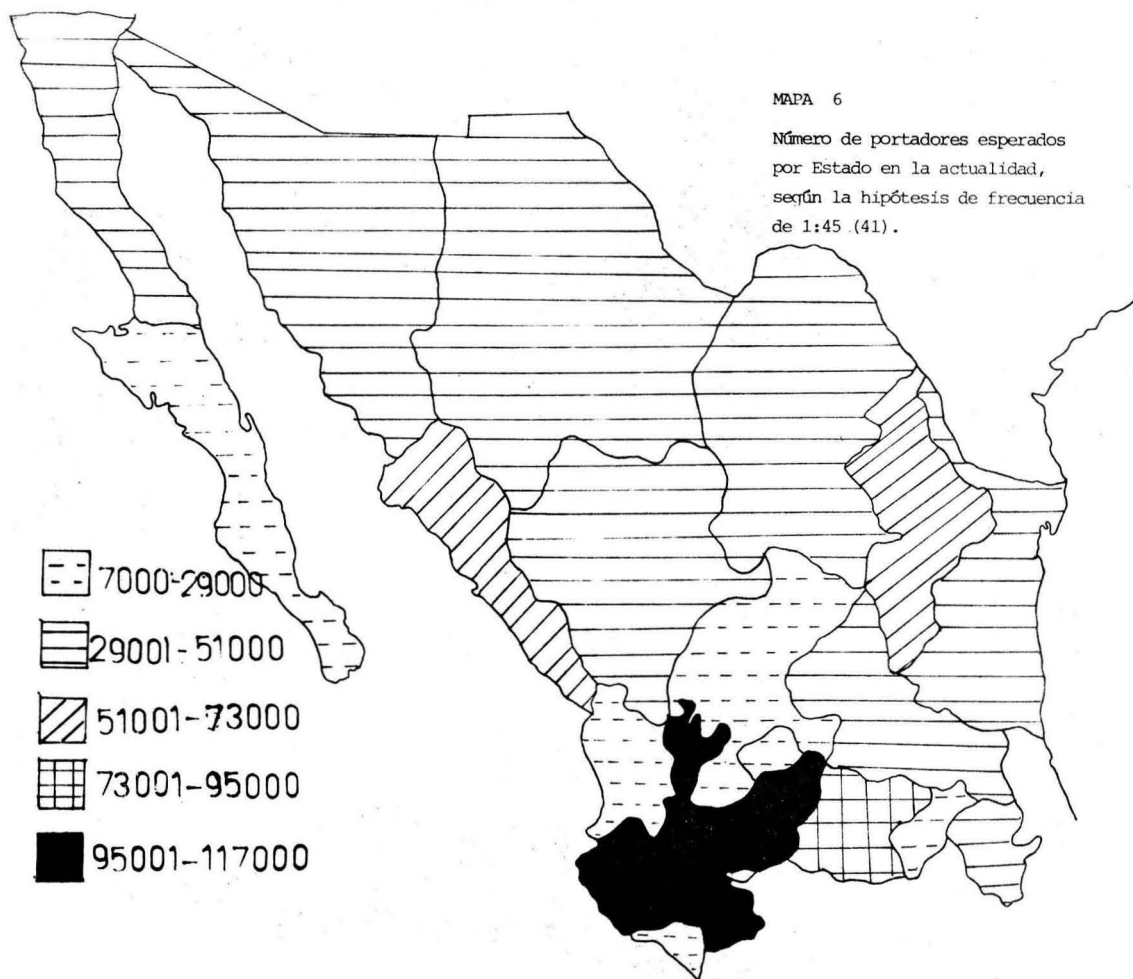 MAPA 6
Número de portadores esperados
por Estado en la actualidad,
según la hipótesis de frecuencia
de 1:45 (41).
7000-29000
29001-51000
51001-73000
73001-95000
95001-117000